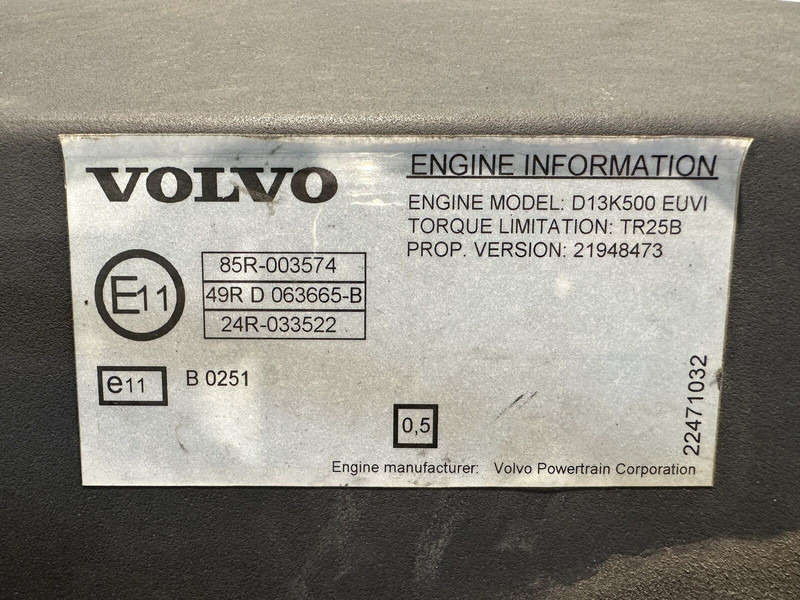 VOLVO
ENGINE INFORMATION
ENGINE MODEL: D13K500 EUVI
TORQUE LIMITATION: TR25B
PROP. VERSION: 21948473
E11
85R-003574
49R D 063665-B
24R-033522
e11 B 0251
0,5
22471032
Engine manufacturer: Volvo Powertrain Corporation